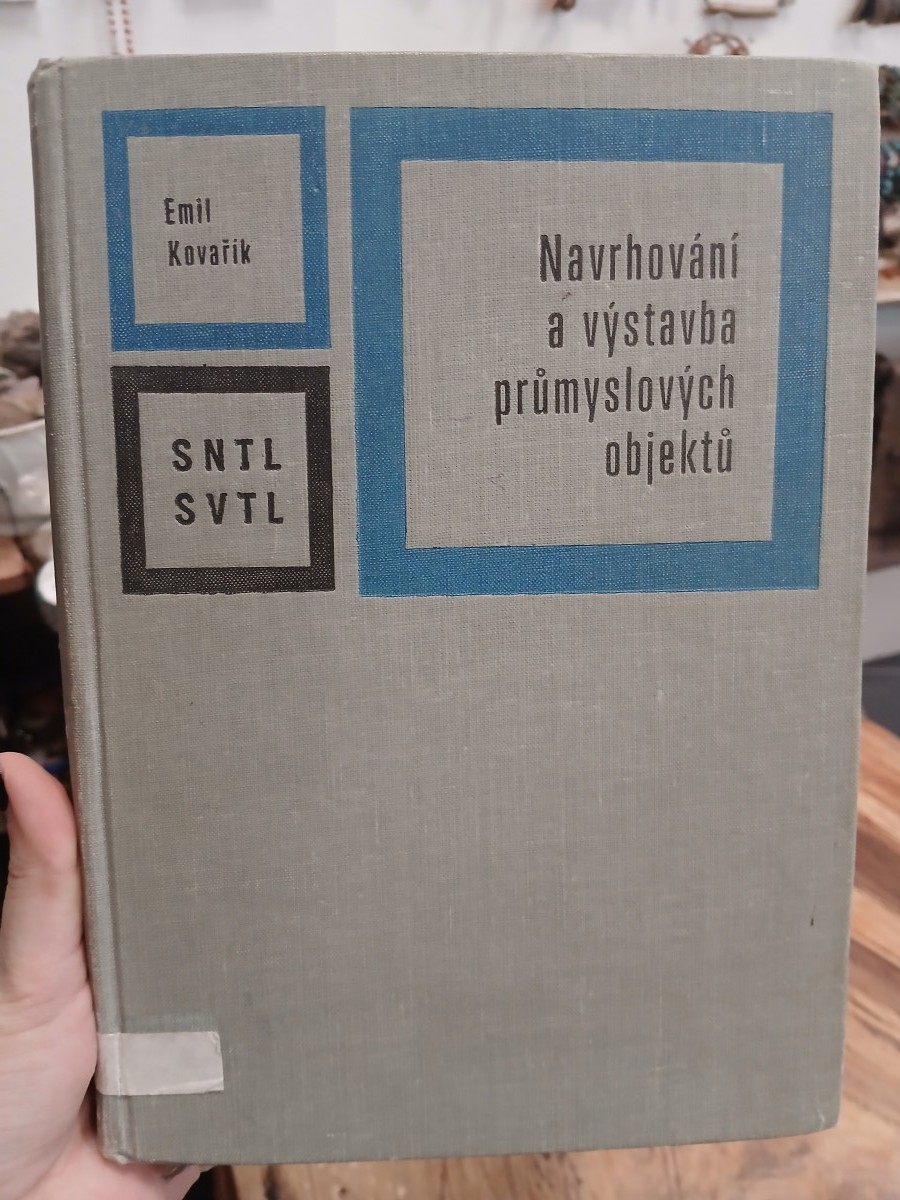 Emil
Kovařík
Navrhování
a výstavba
průmyslových
objektů
SNTL
SVTL